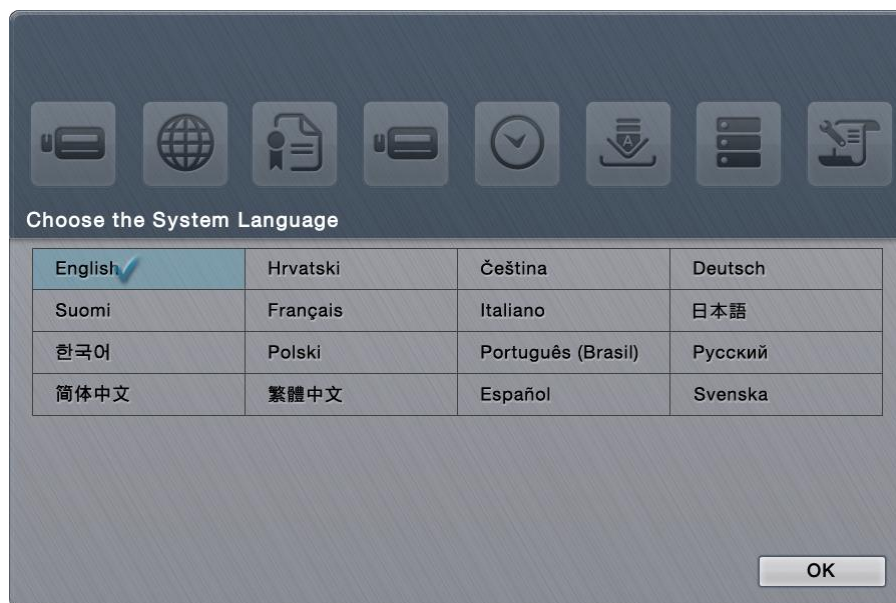 Choose the System Language
English Hrvatski Čeština Deutsch
Suomi Français Italiano 日本語
한국어 Polski Português (Brasil) Русский
简体中文 繁體中文 Español Svenska
OK